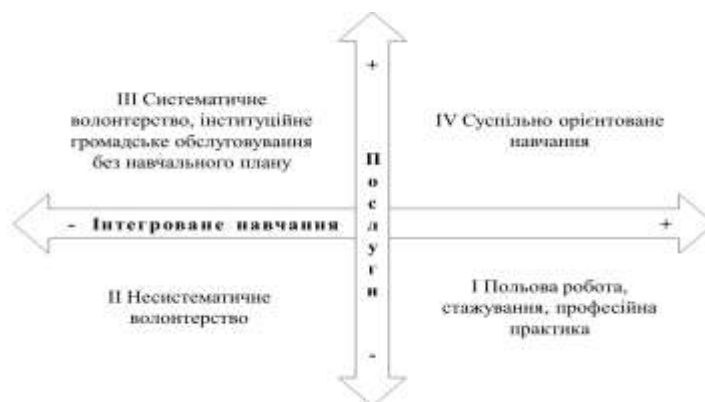 +
III Систематичне
волонтерство, інституційне
громадське обслуговування
без навчального плану
IV Суспільно орієнтоване
навчання
Послуги
- Інтегроване навчання
+
II Несистематичне
волонтерство
I Польова робота,
стажування, професійна
практика
-